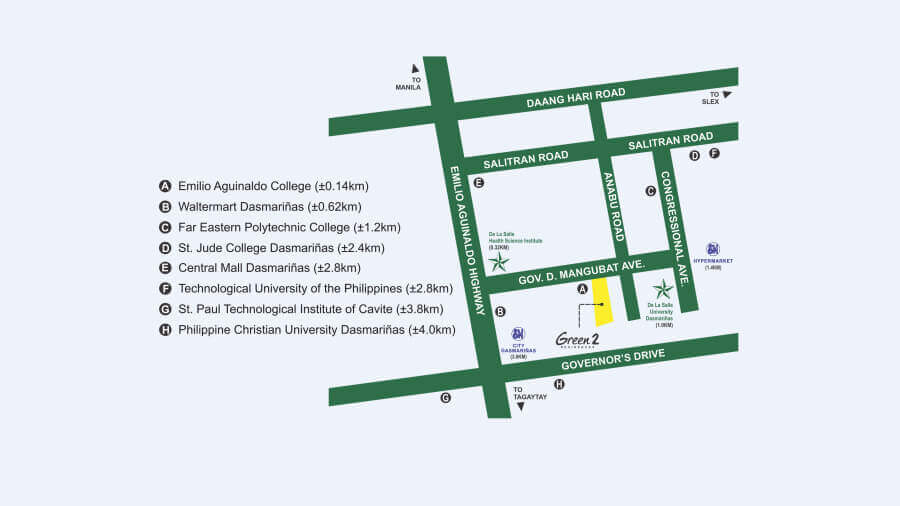 TO
MANILA
DAANG HARI ROAD
TO
SLEX
SALITRAN ROAD
SALITRAN ROAD
D
F
E
EMILIO AGUINALDO HIGHWAY
ANABU ROAD
C
CONGRESSIONAL AVE.
A Emilio Aguinaldo College (±0.14km)
B Waltermart Dasmariñas (±0.62km)
C Far Eastern Polytechnic College (±1.2km)
D St. Jude College Dasmariñas (±2.4km)
E Central Mall Dasmariñas (±2.8km)
F Technological University of the Philippines (±2.8km)
G St. Paul Technological Institute of Cavite (±3.8km)
H Philippine Christian University Dasmariñas (±4.0km)
De La Salle
Health Science Institute
(0.32KM)
SM
HYPERMARKET
(1.4KM)
GOV. D. MANGUBAT AVE.
A
De La Salle
University
Dasmariñas
(1.0KM)
B
SM
CITY
DASMARIÑAS
Green 2
RESIDENCES
GOVERNOR'S DRIVE
H
G
TO
TAGAYTAY